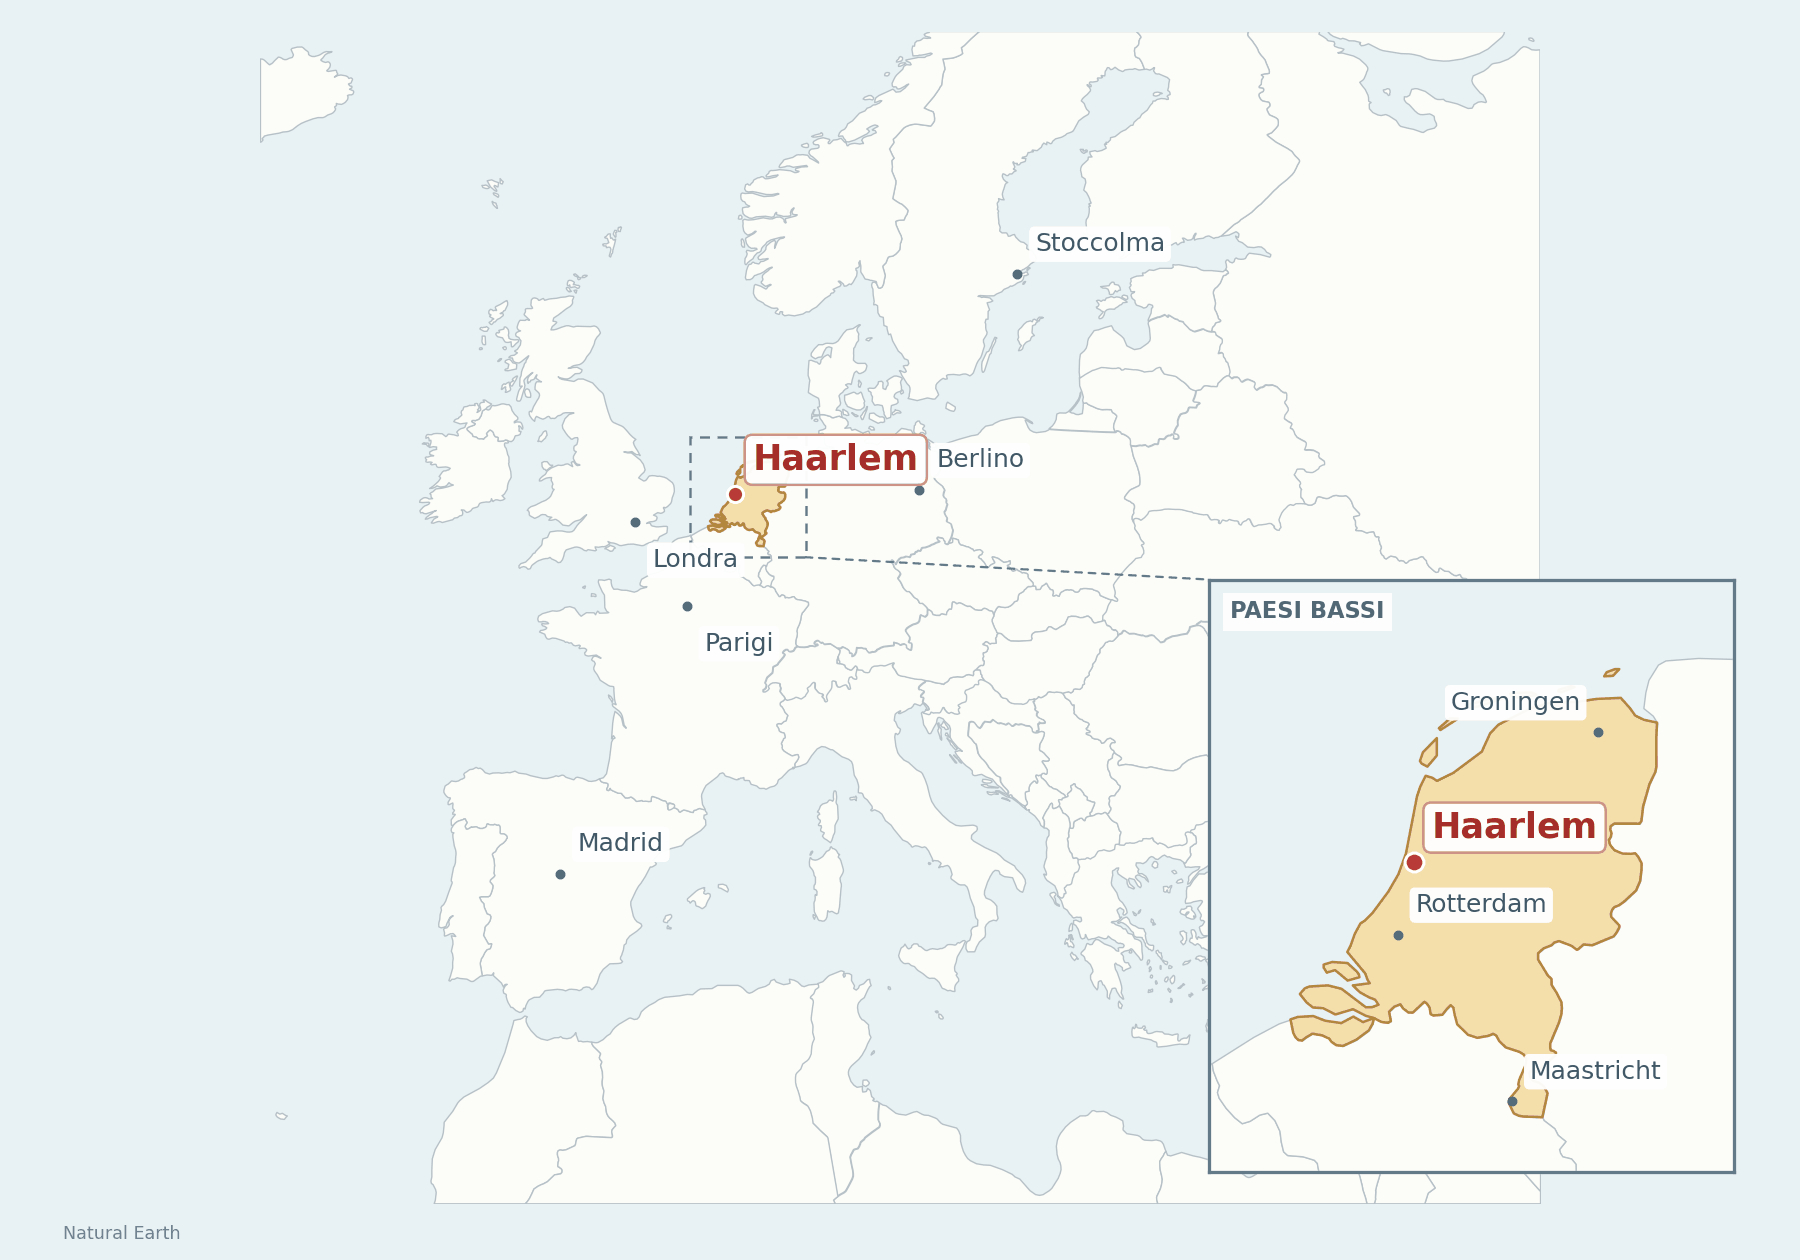 Stoccolma
Haarlem
Berlino
Londra
Parigi
Madrid
PAESI BASSI
Groningen
Haarlem
Rotterdam
Maastricht
Natural Earth